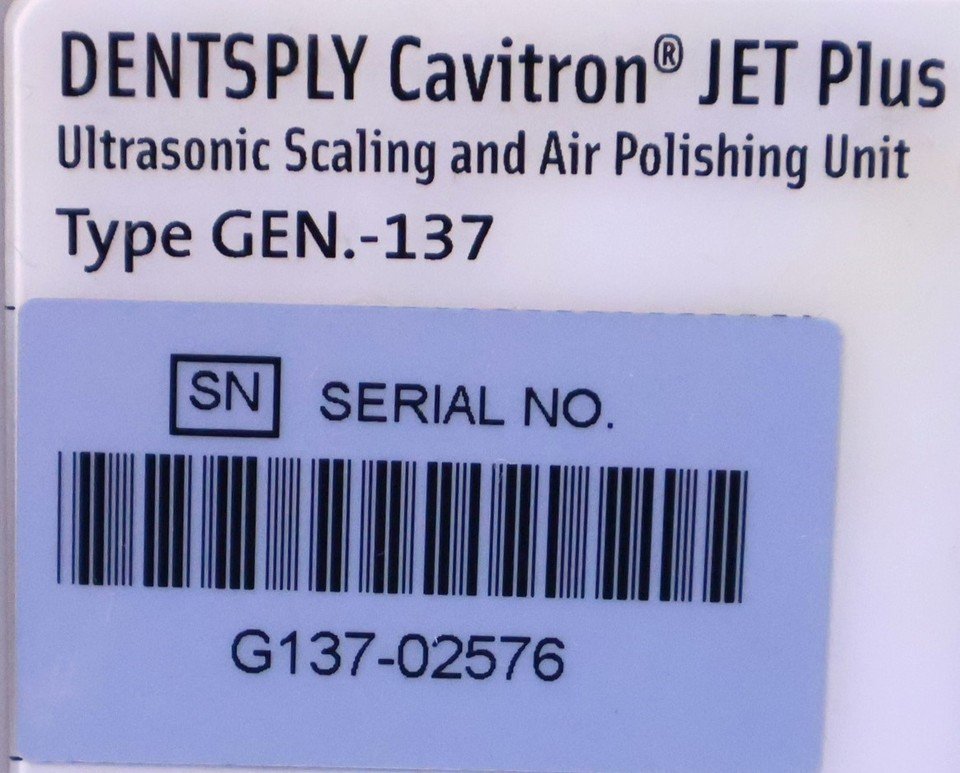 DENTSPLY Cavitron® JET Plus
Ultrasonic Scaling and Air Polishing Unit
Type GEN.-137
SN SERIAL NO.
G137-02576